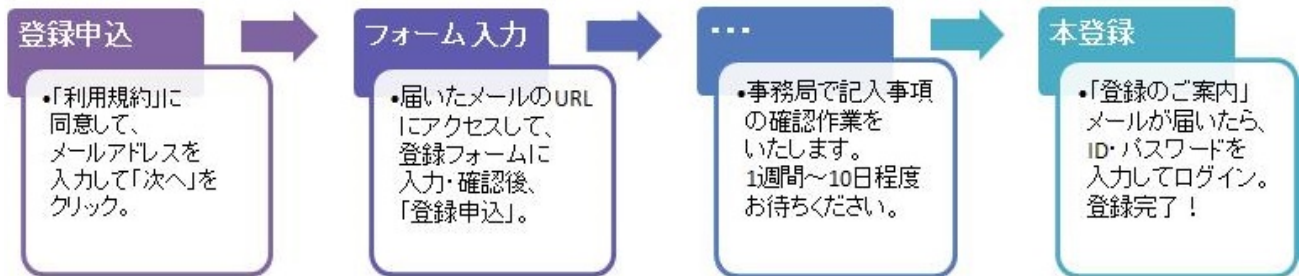 登録申込
•「利用規約」に
同意して、
メールアドレスを
入力して「次へ」を
クリック。
フォーム入力
•届いたメールのURL
にアクセスして、
登録フォームに
入力・確認後、
「登録申込」。
・・・
•事務局で記入事項
の確認作業を
いたします。
1週間～10日程度
お待ちください。
本登録
•「登録のご案内」
メールが届いたら、
ID・パスワードを
入力してログイン。
登録完了！